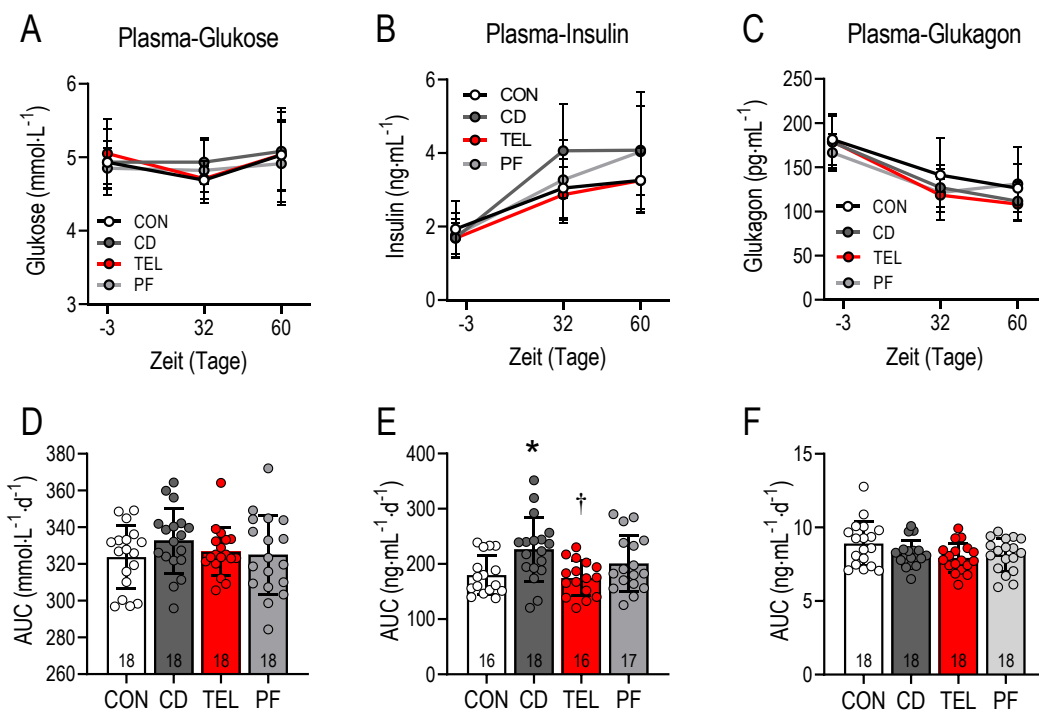 A
Plasma-Glukose
Glukose (mmol·L⁻¹)
6
5
4
3
CON
CD
TEL
PF
-3
32
60
Zeit (Tage)
B
Plasma-Insulin
Insulin (ng·mL⁻¹)
6
4
2
0
CON
CD
TEL
PF
-3
32
60
Zeit (Tage)
C
Plasma-Glukagon
Glukagon (pg·mL⁻¹)
250
200
150
100
50
0
CON
CD
TEL
PF
-3
32
60
Zeit (Tage)
D
AUC (mmol·L⁻¹·d⁻¹)
380
360
340
320
300
280
260
18
18
18
18
CON
CD
TEL
PF
E
AUC (ng·mL⁻¹·d⁻¹)
400
300
200
100
0
*
†
16
18
16
17
CON
CD
TEL
PF
F
AUC (ng·mL⁻¹·d⁻¹)
15
10
5
0
18
18
18
18
CON
CD
TEL
PF